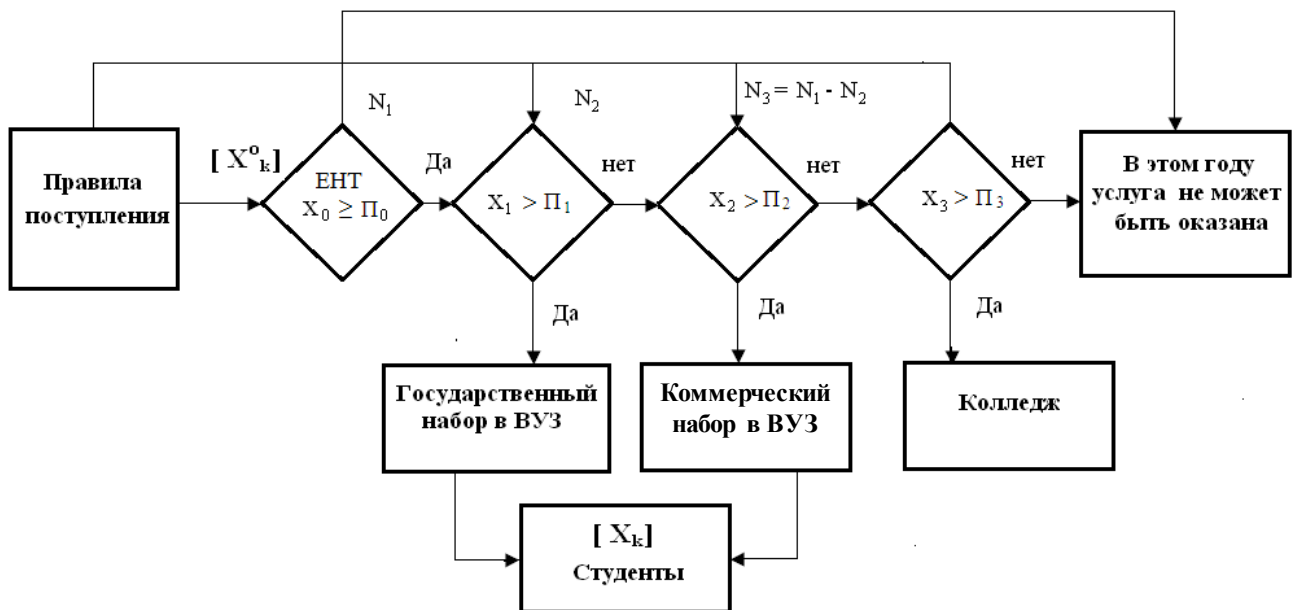 N₁
N₂
N₃ = N₁ - N₂
Правила
поступления
[ Xᵒₖ]
ЕНТ
X₀ ≥ П₀
Да
X₁ > П₁
нет
X₂ > П₂
нет
X₃ > П₃
нет
В этом году
услуга не может
быть оказана
Да
Да
Да
Государственный
набор в ВУЗ
Коммерческий
набор в ВУЗ
Колледж
[ Xₖ]
Студенты